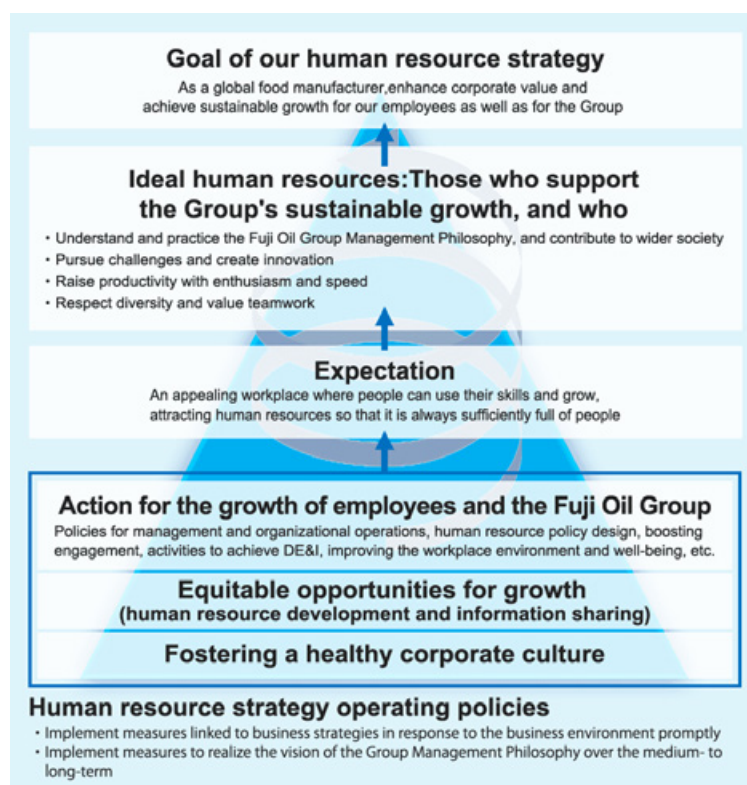 Goal of our human resource strategy
As a global food manufacturer,enhance corporate value and
achieve sustainable growth for our employees as well as for the Group
Ideal human resources:Those who support
the Group's sustainable growth, and who
・Understand and practice the Fuji Oil Group Management Philosophy, and contribute to wider society
・Pursue challenges and create innovation
・Raise productivity with enthusiasm and speed
・Respect diversity and value teamwork
Expectation
An appealing workplace where people can use their skills and grow,
attracting human resources so that it is always sufficiently full of people
Action for the growth of employees and the Fuji Oil Group
Policies for management and organizational operations, human resource policy design, boosting
engagement, activities to achieve DE&I, improving the workplace environment and well-being, etc.
Equitable opportunities for growth
(human resource development and information sharing)
Fostering a healthy corporate culture
Human resource strategy operating policies
・Implement measures linked to business strategies in response to the business environment promptly
・Implement measures to realize the vision of the Group Management Philosophy over the medium- to
long-term